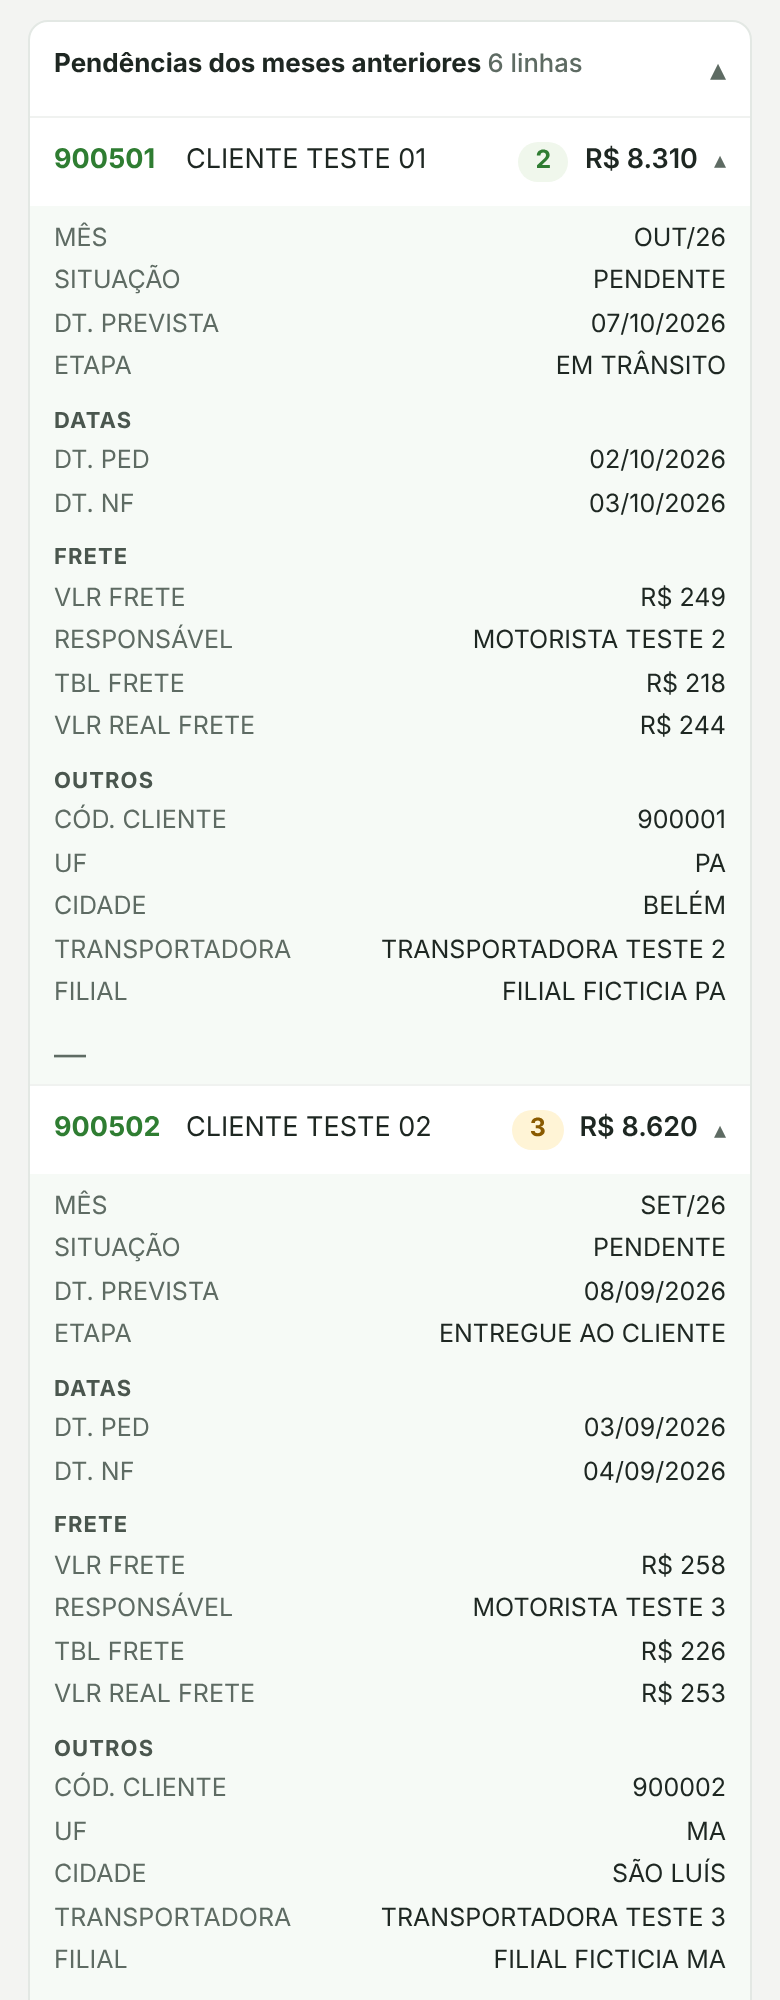 Pendências dos meses anteriores 6 linhas ▲
900501 CLIENTE TESTE 01 2 R$ 8.310 ▲
MÊS OUT/26
SITUAÇÃO PENDENTE
DT. PREVISTA 07/10/2026
ETAPA EM TRÂNSITO
DATAS
DT. PED 02/10/2026
DT. NF 03/10/2026
FRETE
VLR FRETE R$ 249
RESPONSÁVEL MOTORISTA TESTE 2
TBL FRETE R$ 218
VLR REAL FRETE R$ 244
OUTROS
CÓD. CLIENTE 900001
UF PA
CIDADE BELÉM
TRANSPORTADORA TRANSPORTADORA TESTE 2
FILIAL FILIAL FICTICIA PA
—
900502 CLIENTE TESTE 02 3 R$ 8.620 ▲
MÊS SET/26
SITUAÇÃO PENDENTE
DT. PREVISTA 08/09/2026
ETAPA ENTREGUE AO CLIENTE
DATAS
DT. PED 03/09/2026
DT. NF 04/09/2026
FRETE
VLR FRETE R$ 258
RESPONSÁVEL MOTORISTA TESTE 3
TBL FRETE R$ 226
VLR REAL FRETE R$ 253
OUTROS
CÓD. CLIENTE 900002
UF MA
CIDADE SÃO LUÍS
TRANSPORTADORA TRANSPORTADORA TESTE 3
FILIAL FILIAL FICTICIA MA